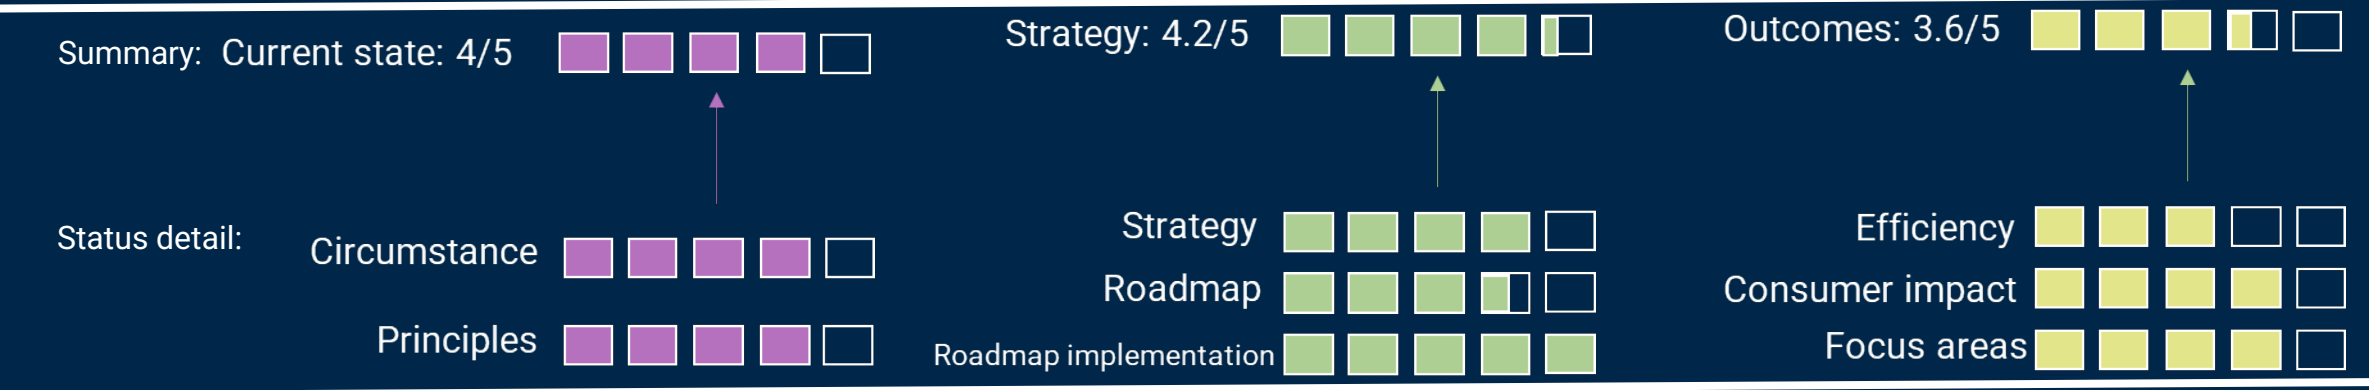 Summary: Current state: 4/5
Strategy: 4.2/5
Outcomes: 3.6/5
Status detail:
Circumstance
Principles
Strategy
Roadmap
Roadmap implementation
Efficiency
Consumer impact
Focus areas